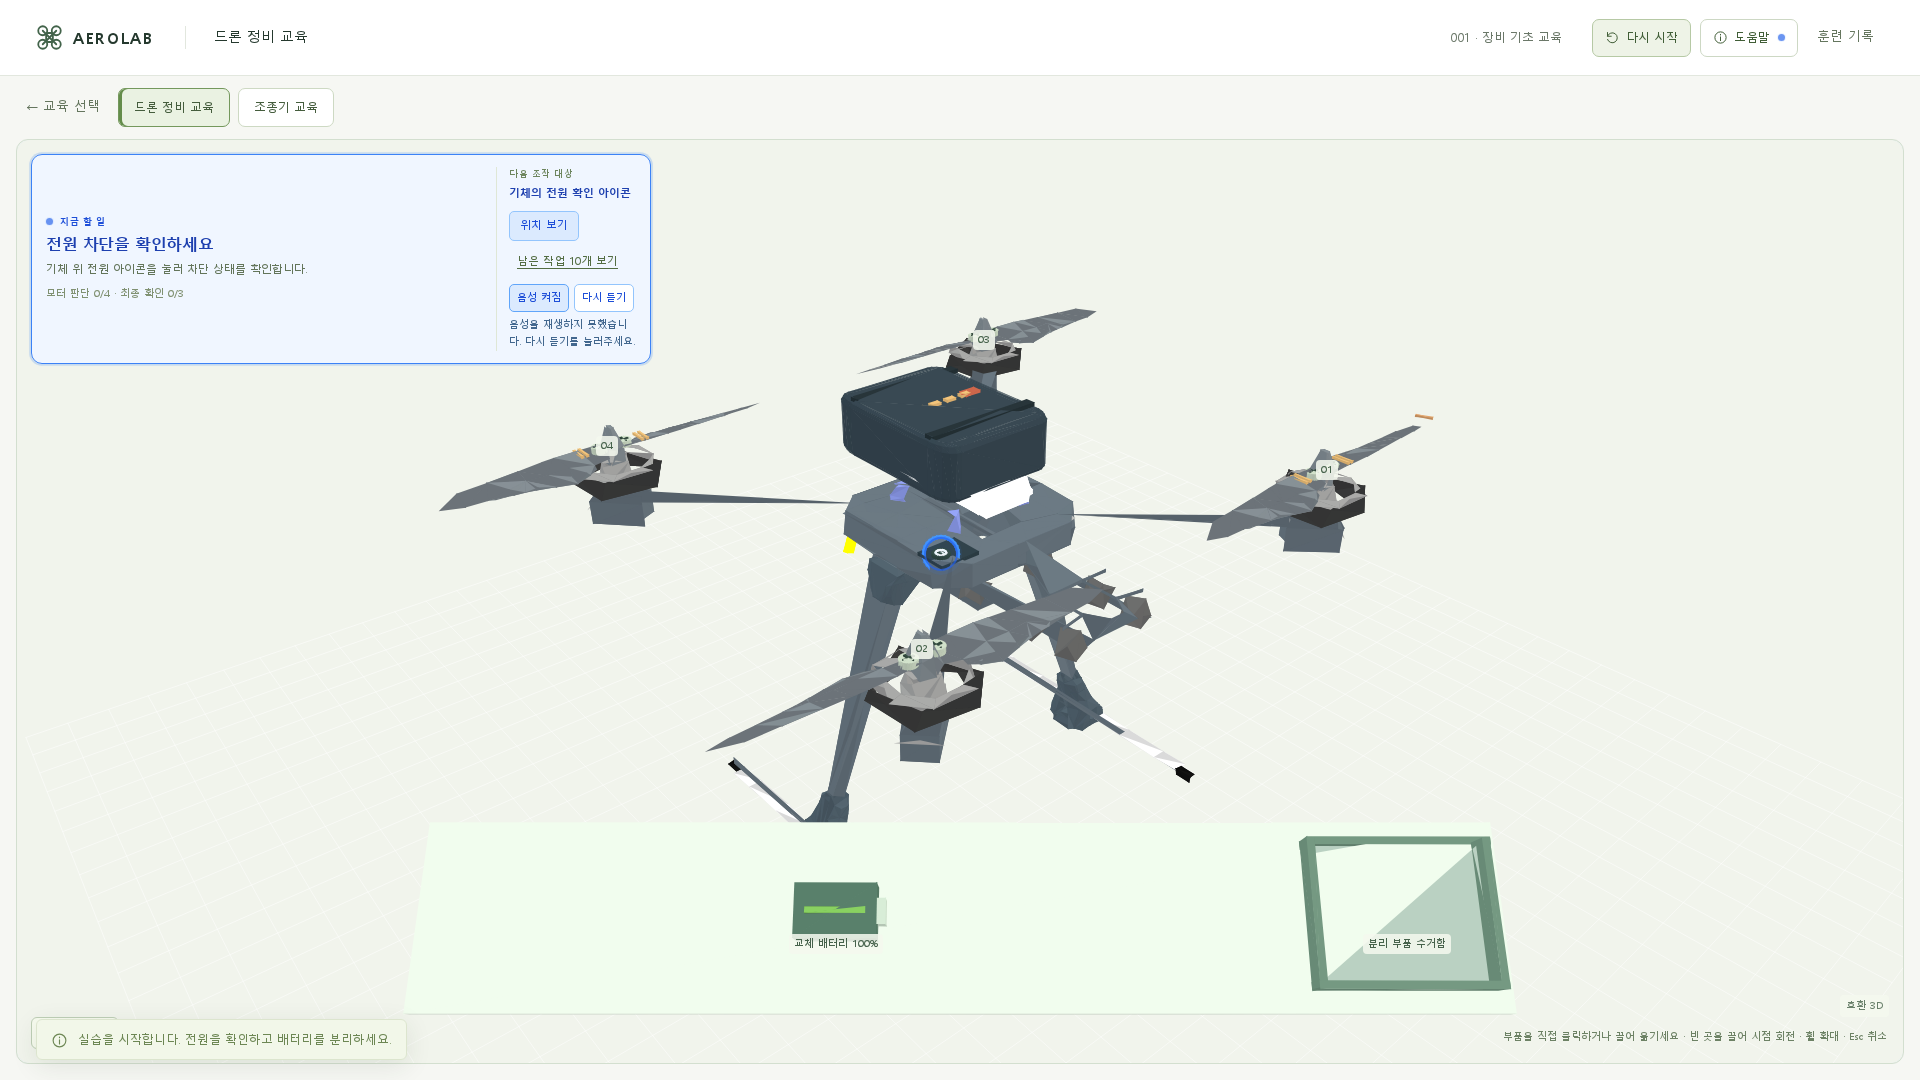 AEROLAB
드론 정비 교육
001 · 장비 기초 교육
다시 시작
도움말
훈련 기록
← 교육 선택
드론 정비 교육
조종기 교육
지금 할 일
전원 차단을 확인하세요
기체 위 전원 아이콘을 눌러 차단 상태를 확인합니다.
모터 판단 0/4 · 최종 확인 0/3
다음 조작 대상
기체의 전원 확인 아이콘
위치 보기
남은 작업 10개 보기
음성 켜짐
다시 듣기
음성을 재생하지 못했습니
다. 다시 듣기를 눌러주세요.
03
04
01
02
교체 배터리 100%
분리 부품 수거함
호환 3D
실습을 시작합니다. 전원을 확인하고 배터리를 분리하세요.
부품을 직접 클릭하거나 끌어 옮기세요 · 빈 곳을 끌어 시점 회전 · 휠 확대 · Esc 취소